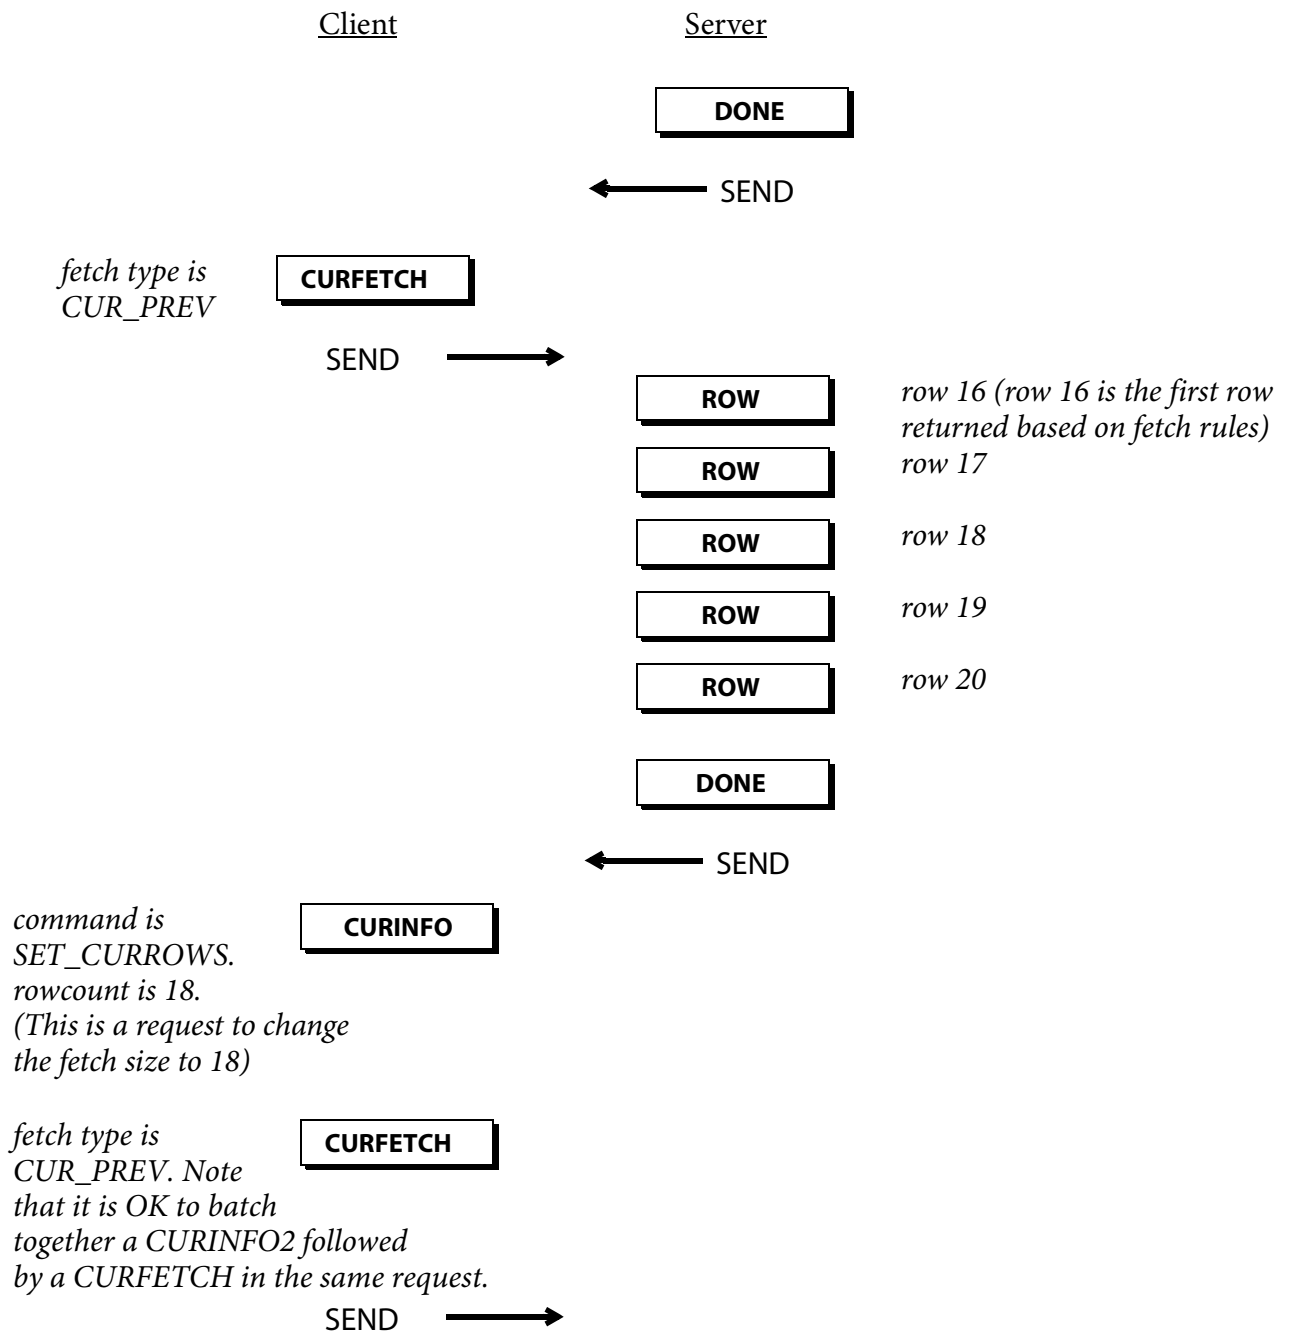 Client
Server
DONE
SEND
fetch type is
CUR_PREV
CURFETCH
SEND
ROW
row 16 (row 16 is the first row
returned based on fetch rules)
ROW
row 17
ROW
row 18
ROW
row 19
ROW
row 20
DONE
SEND
command is
SET_CURROWS.
rowcount is 18.
(This is a request to change
the fetch size to 18)
CURINFO
fetch type is
CUR_PREV. Note
that it is OK to batch
together a CURINFO2 followed
by a CURFETCH in the same request.
CURFETCH
SEND